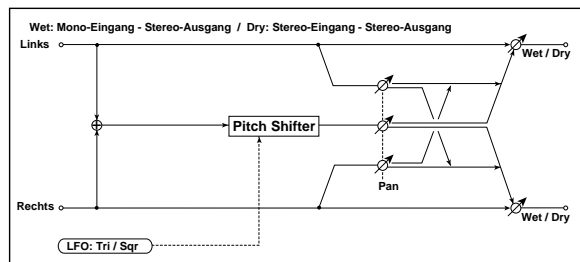 Wet: Mono-Eingang - Stereo-Ausgang / Dry: Stereo-Eingang - Stereo-Ausgang
Links
Wet / Dry
Pitch Shifter
Pan
Rechts
Wet / Dry
LFO: Tri / Sqr